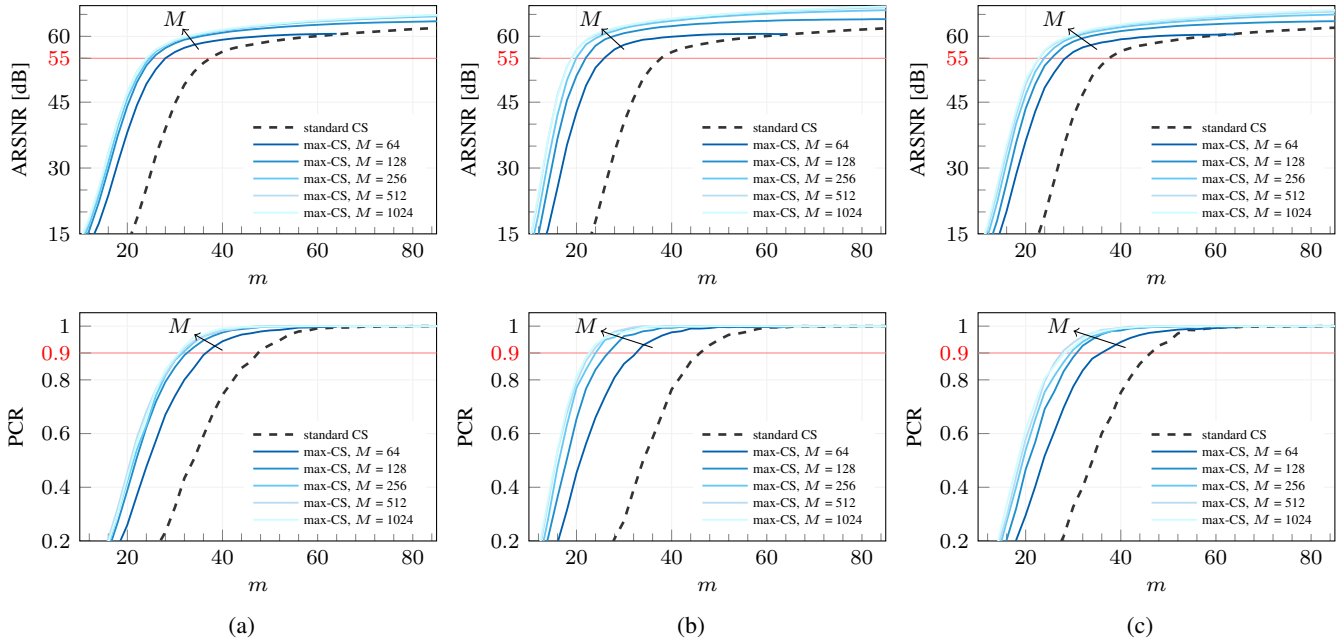 M
60
55
45
30
15
ARSNR [dB]
standard CS
max-CS, M = 64
max-CS, M = 128
max-CS, M = 256
max-CS, M = 512
max-CS, M = 1024
20 40 60 80
m
M
60
55
45
30
15
ARSNR [dB]
standard CS
max-CS, M = 64
max-CS, M = 128
max-CS, M = 256
max-CS, M = 512
max-CS, M = 1024
20 40 60 80
m
M
60
55
45
30
15
ARSNR [dB]
standard CS
max-CS, M = 64
max-CS, M = 128
max-CS, M = 256
max-CS, M = 512
max-CS, M = 1024
20 40 60 80
m
M
1
0.9
0.8
0.6
0.4
0.2
PCR
standard CS
max-CS, M = 64
max-CS, M = 128
max-CS, M = 256
max-CS, M = 512
max-CS, M = 1024
20 40 60 80
m
(a)
M
1
0.9
0.8
0.6
0.4
0.2
PCR
standard CS
max-CS, M = 64
max-CS, M = 128
max-CS, M = 256
max-CS, M = 512
max-CS, M = 1024
20 40 60 80
m
(b)
M
1
0.9
0.8
0.6
0.4
0.2
PCR
standard CS
max-CS, M = 64
max-CS, M = 128
max-CS, M = 256
max-CS, M = 512
max-CS, M = 1024
20 40 60 80
m
(c)